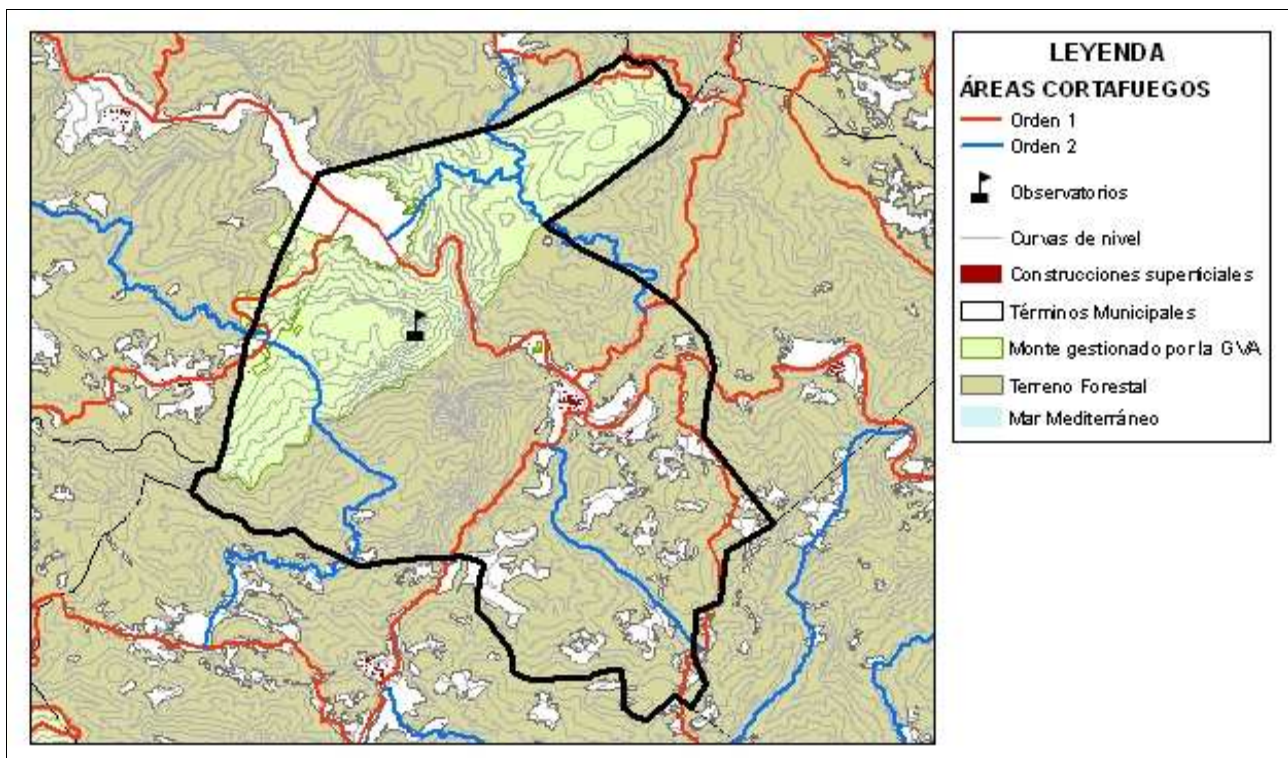 LEYENDA
ÁREAS CORTAFUEGOS
Orden 1
Orden 2
Observatorios
Curvas de nivel
Construcciones superficiales
Términos Municipales
Monte gestionado por la GVA
Terreno Forestal
Mar Mediterráneo